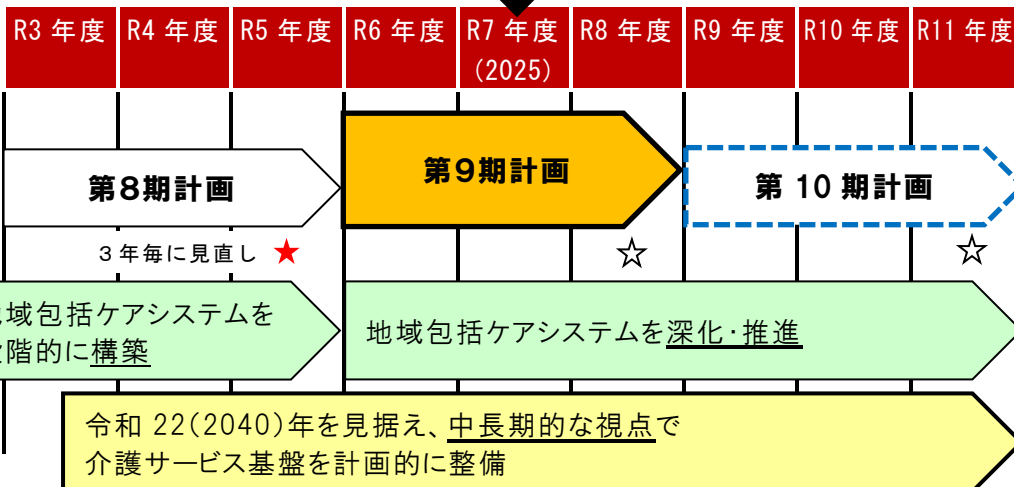 R3 年度 R4 年度 R5 年度 R6 年度 R7 年度 R8 年度 R9 年度 R10 年度 R11 年度
(2025)
第8期計画 第9期計画 第 10 期計画
3 年毎に見直し ★ ☆ ☆
域包括ケアシステムを
階的に構築
地域包括ケアシステムを深化・推進
令和 22(2040)年を見据え、中長期的な視点で
介護サービス基盤を計画的に整備